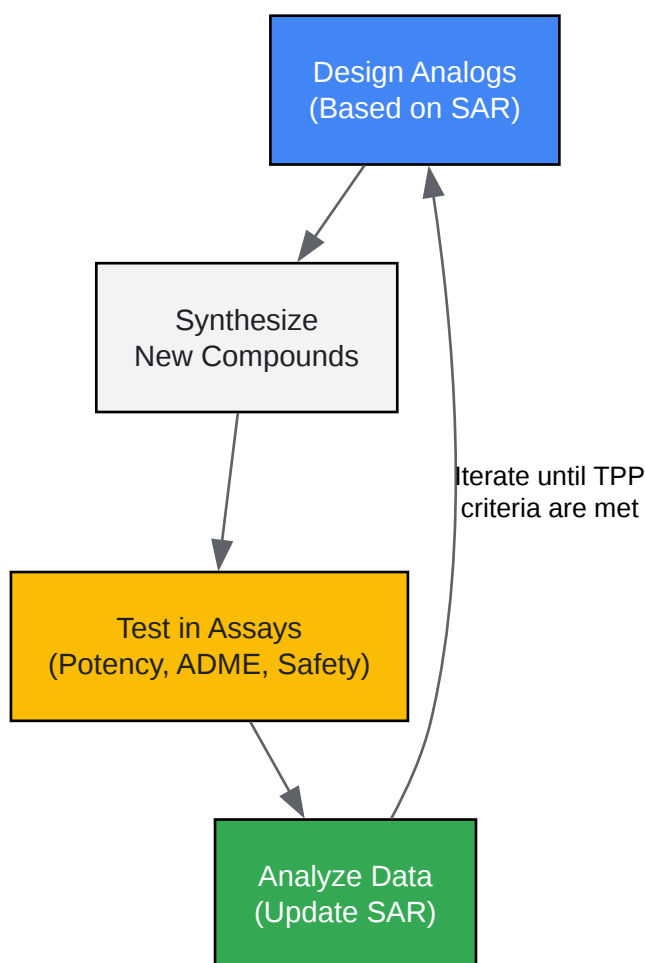 Design Analogs
(Based on SAR)
Synthesize
New Compounds
Iterate until TPP
criteria are met
Test in Assays
(Potency, ADME, Safety)
Analyze Data
(Update SAR)